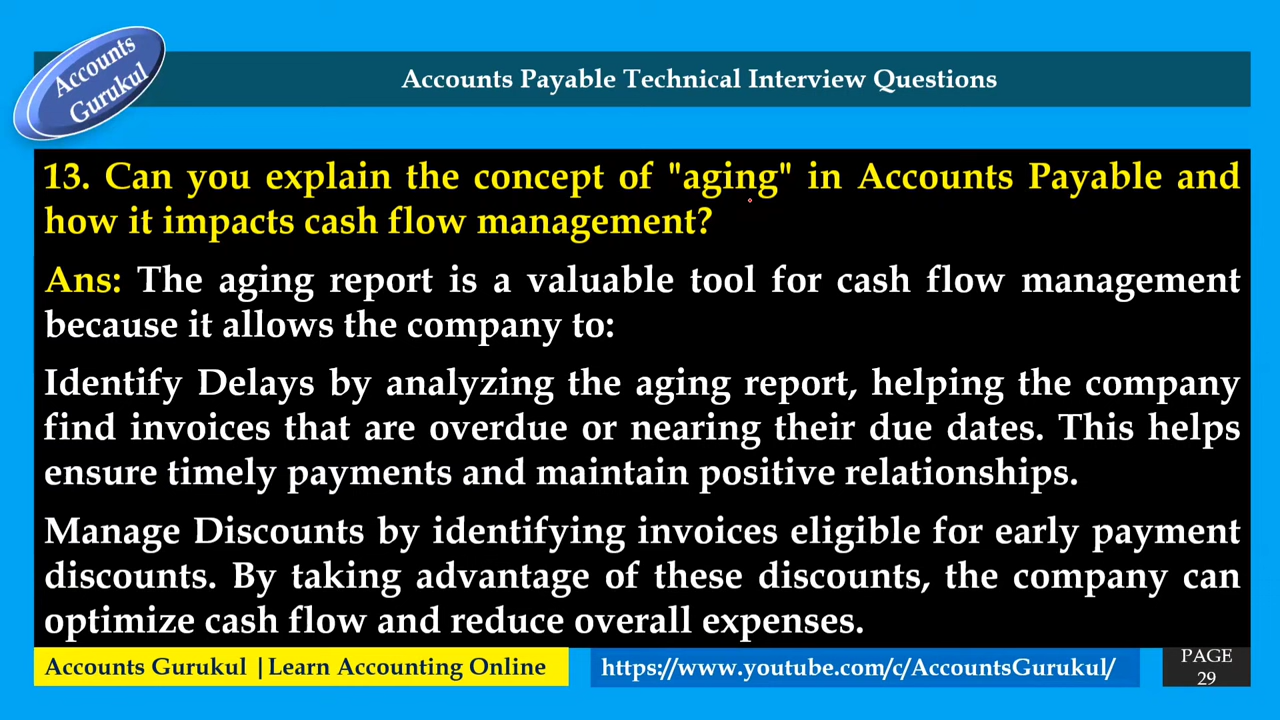 Accounts
Gurukul
Accounts Payable Technical Interview Questions
13. Can you explain the concept of "aging" in Accounts Payable and
how it impacts cash flow management?
Ans: The aging report is a valuable tool for cash flow management
because it allows the company to:
Identify Delays by analyzing the aging report, helping the company
find invoices that are overdue or nearing their due dates. This helps
ensure timely payments and maintain positive relationships.
Manage Discounts by identifying invoices eligible for early payment
discounts. By taking advantage of these discounts, the company can
optimize cash flow and reduce overall expenses.
Accounts Gurukul |Learn Accounting Online
https://www.youtube.com/c/AccountsGurukul/
PAGE
29